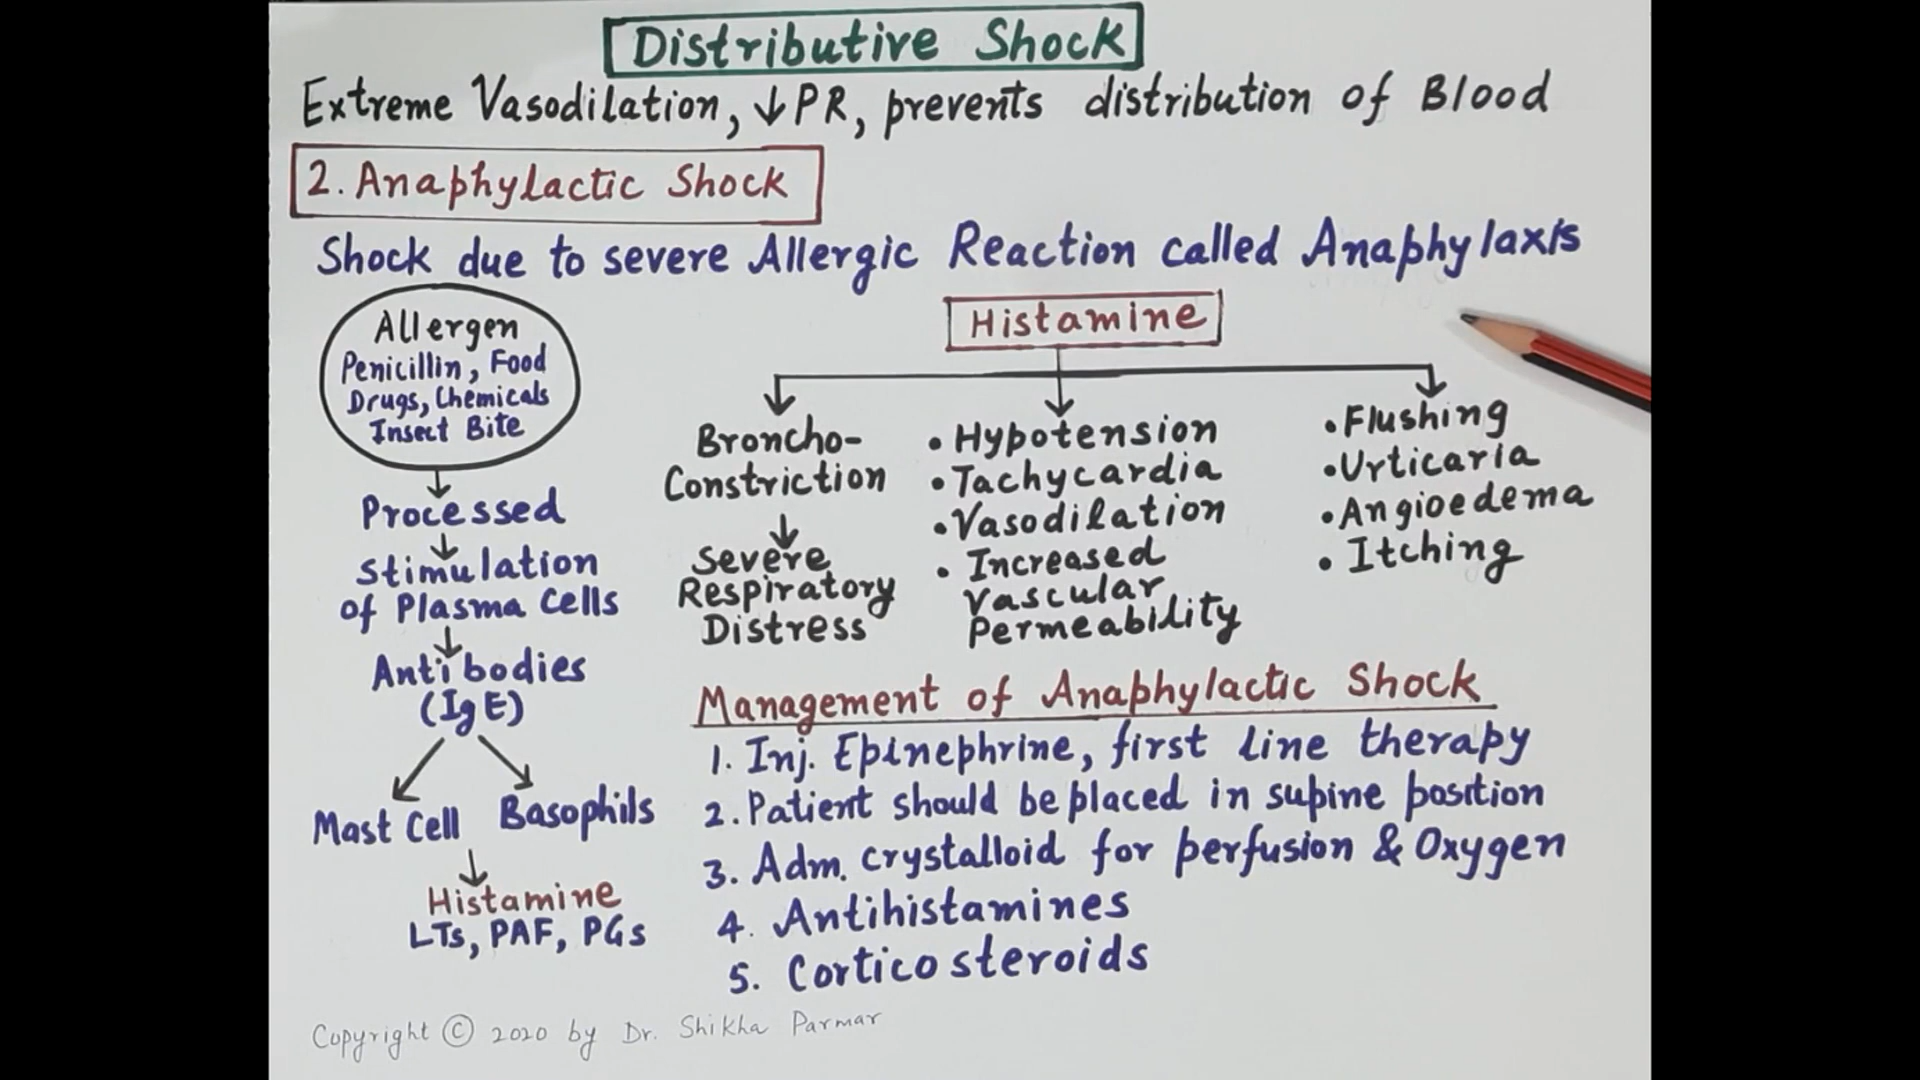 Distributive Shock
Extreme Vasodilation, ↓PR, prevents distribution of Blood
2. Anaphylactic Shock
Shock due to severe Allergic Reaction called Anaphylaxis
Allergen
Penicillin, Food
Drugs, Chemicals
Insect Bite
Processed
Stimulation
of Plasma Cells
Antibodies
(IgE)
Mast Cell Basophils
Histamine
LTs, PAF, PGs
Histamine
Broncho-
Constriction
Severe
Respiratory
Distress
• Hypotension
• Tachycardia
• Vasodilation
• Increased
Vascular
Permeability
• Flushing
• Urticaria
• Angioedema
• Itching
Management of Anaphylactic Shock
1. Inj. Epinephrine, first line therapy
2. Patient should be placed in supine position
3. Adm. crystalloid for perfusion & Oxygen
4. Antihistamines
5. Corticosteroids
Copyright © 2020 by Dr. Shikha Parmar